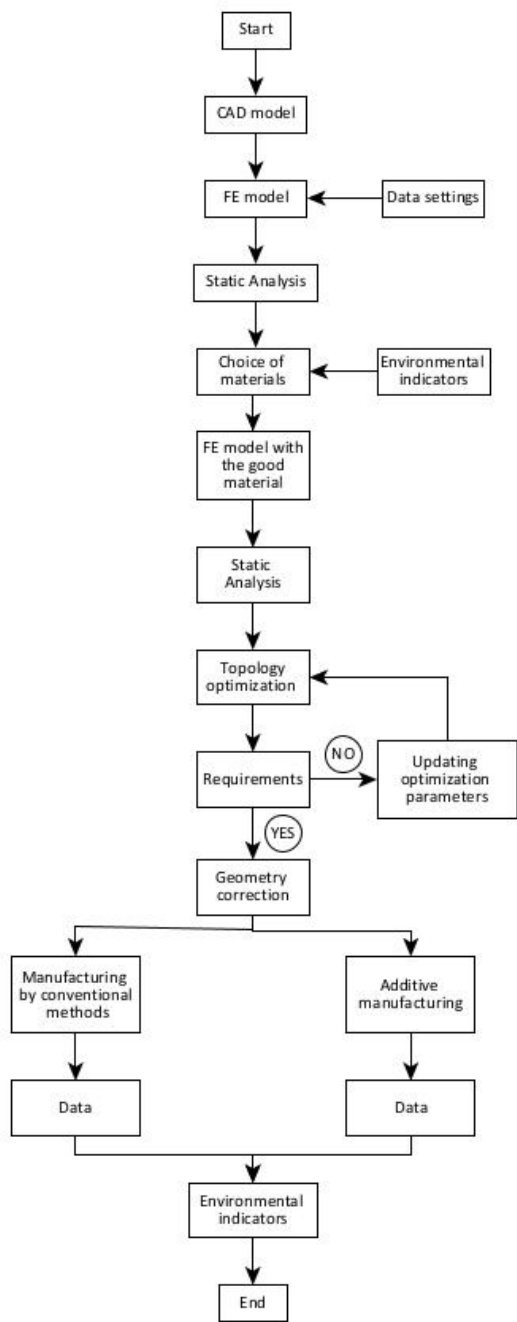 Start
CAD model
FE model
Data settings
Static Analysis
Choice of
materials
Environmental
indicators
FE model with
the good
material
Static
Analysis
Topology
optimization
Requirements
NO
Updating
optimization
parameters
YES
Geometry
correction
Manufacturing
by conventional
methods
Additive
manufacturing
Data
Data
Environmental
indicators
End